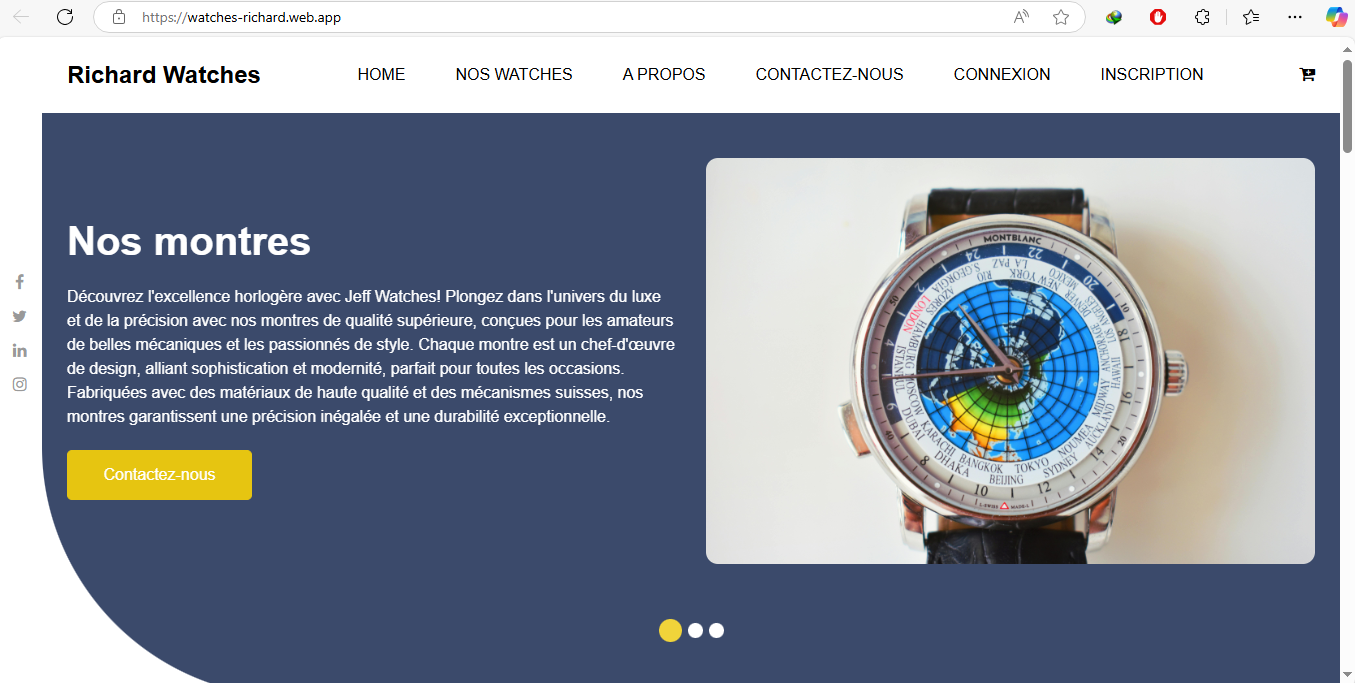 https://watches-richard.web.app
Richard Watches
HOME
NOS WATCHES
A PROPOS
CONTACTEZ-NOUS
CONNEXION
INSCRIPTION
Nos montres
Découvrez l'excellence horlogère avec Jeff Watches! Plongez dans l'univers du luxe
et de la précision avec nos montres de qualité supérieure, conçues pour les amateurs
de belles mécaniques et les passionnés de style. Chaque montre est un chef-d'œuvre
de design, alliant sophistication et modernité, parfait pour toutes les occasions.
Fabriquées avec des matériaux de haute qualité et des mécanismes suisses, nos
montres garantissent une précision inégalée et une durabilité exceptionnelle.
Contactez-nous
MONTBLANC
24
22
20
18
16
14
12
10
8
4
2
LONDON
AZORES
S.GEORGIA
RIO
LA PAZ
NEW YORK
MEXICO
DENVER
LOS ANGELES
ANCHORAGE
HAWAII
MIDWAY
AUCKLAND
NOUMEA
SYDNEY
TOKYO
BEIJING
BANGKOK
DHAKA
KARACHI
DUBAI
MOSCOW
ISTANBUL
HAMBURG